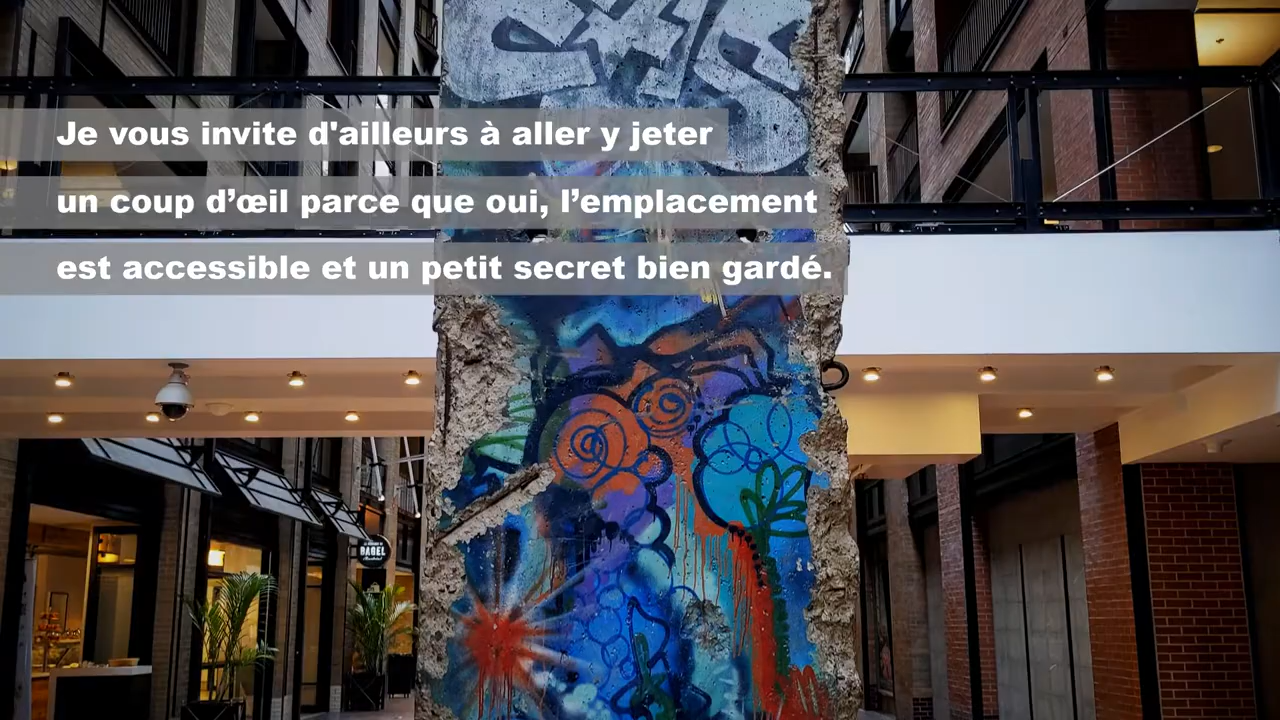 Je vous invite d'ailleurs à aller y jeter
un coup d’œil parce que oui, l’emplacement
est accessible et un petit secret bien gardé.
BAGEL